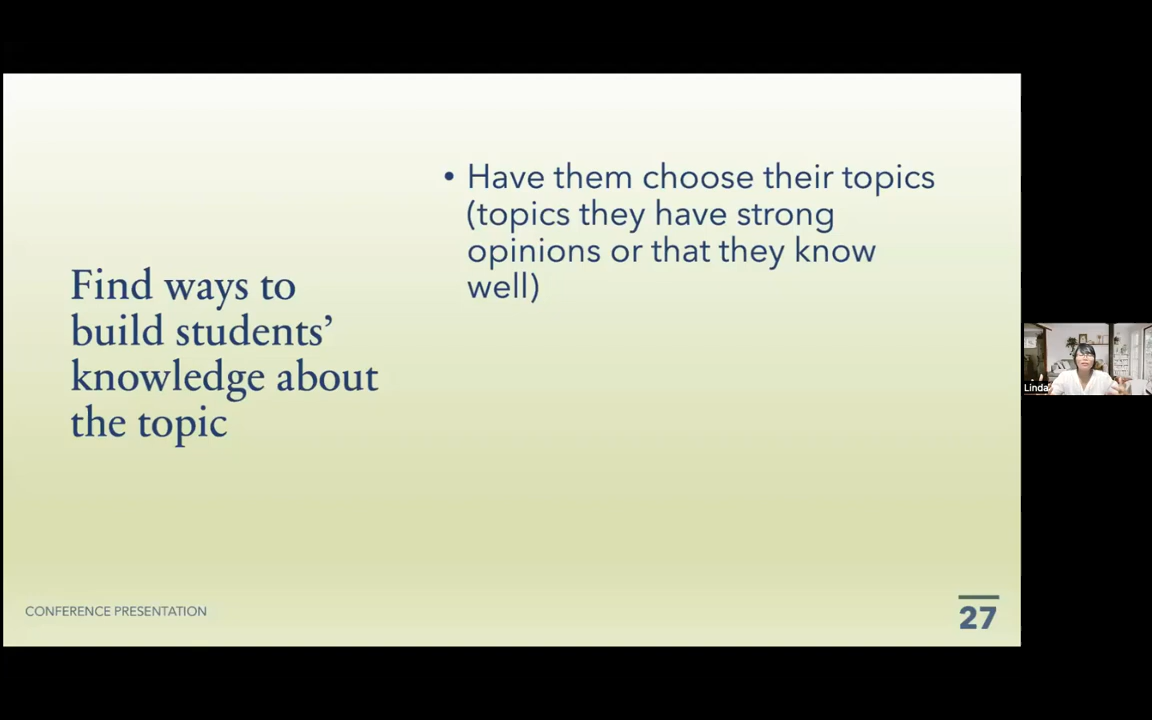 Find ways to
build students’
knowledge about
the topic
• Have them choose their topics
(topics they have strong
opinions or that they know
well)
Linda
CONFERENCE PRESENTATION
27